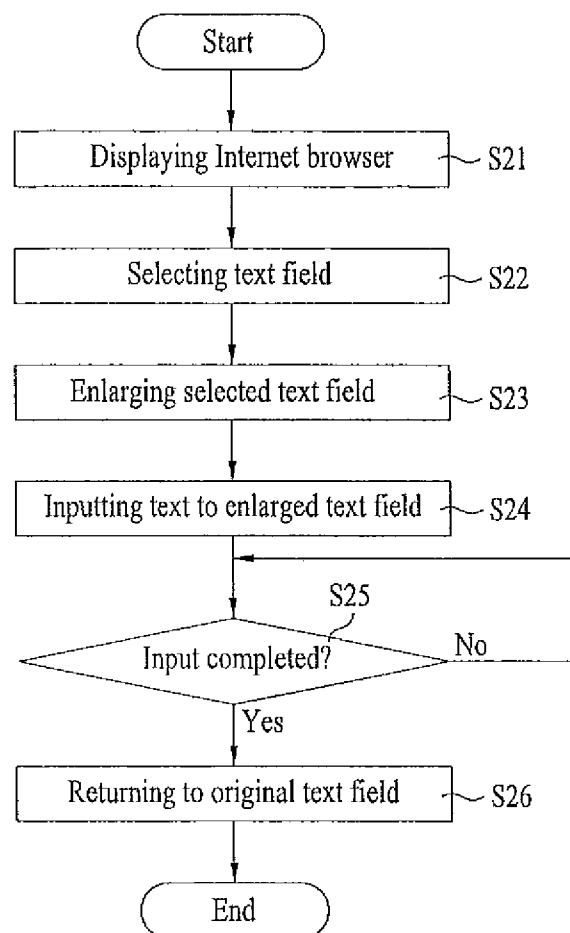 Start
Displaying Internet browser S21
Selecting text field S22
Enlarging selected text field S23
Inputting text to enlarged text field S24
S25
Input completed? No
Yes
Returning to original text field S26
End